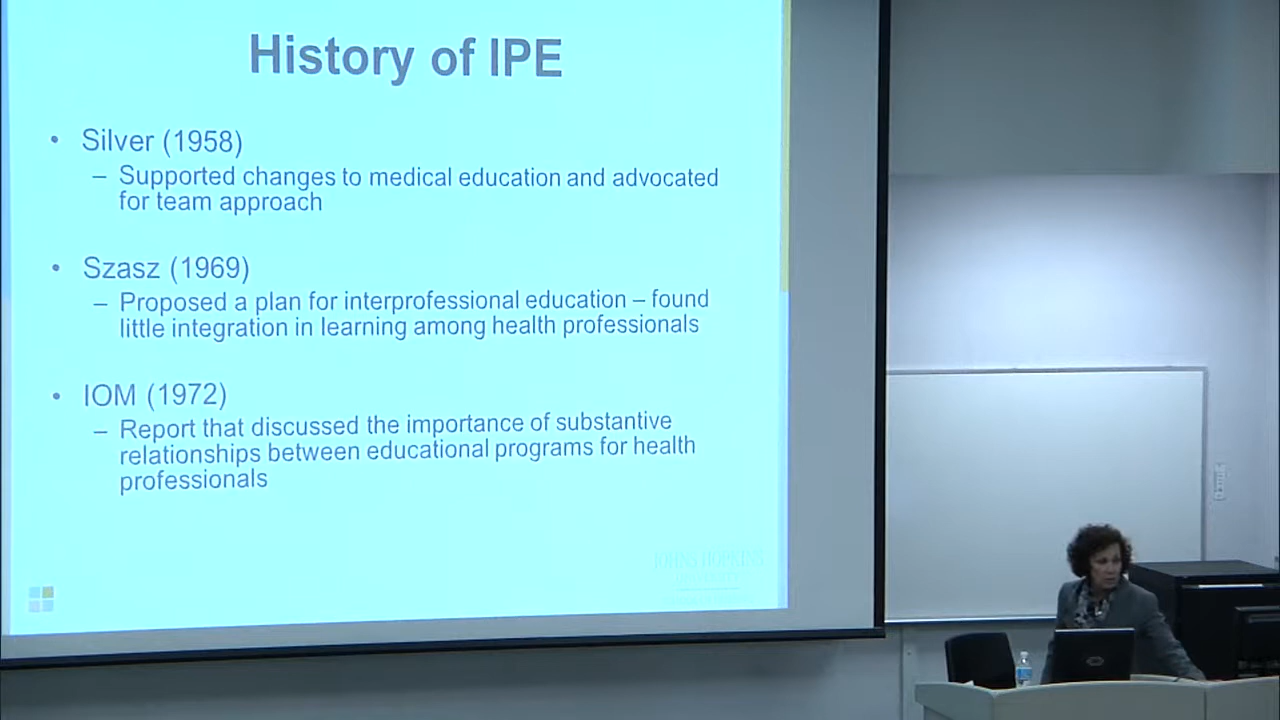 History of IPE
• Silver (1958)
– Supported changes to medical education and advocated
for team approach
• Szasz (1969)
– Proposed a plan for interprofessional education – found
little integration in learning among health professionals
• IOM (1972)
– Report that discussed the importance of substantive
relationships between educational programs for health
professionals
JOHNS HOPKINS